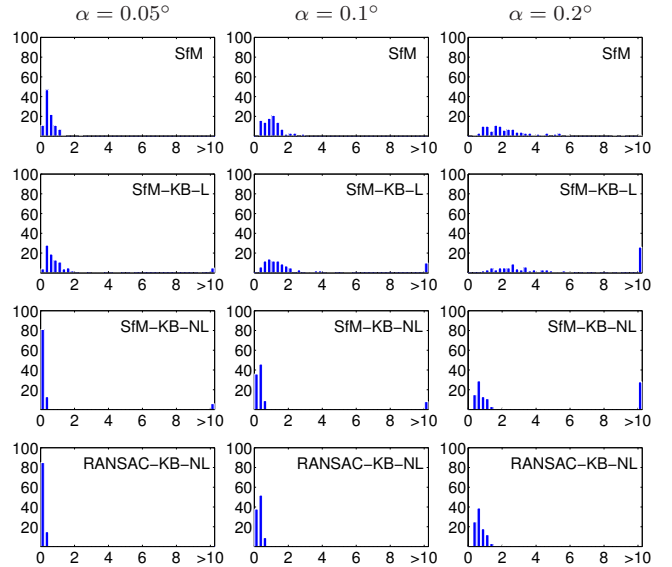 α = 0.05° α = 0.1° α = 0.2°
100 80 60 40 20 SfM 0 2 4 6 8 >10
100 80 60 40 20 SfM 0 2 4 6 8 >10
100 80 60 40 20 SfM 0 2 4 6 8 >10
100 80 60 40 20 SfM−KB−L 0 2 4 6 8 >10
100 80 60 40 20 SfM−KB−L 0 2 4 6 8 >10
100 80 60 40 20 SfM−KB−L 0 2 4 6 8 >10
100 80 60 40 20 SfM−KB−NL 0 2 4 6 8 >10
100 80 60 40 20 SfM−KB−NL 0 2 4 6 8 >10
100 80 60 40 20 SfM−KB−NL 0 2 4 6 8 >10
100 80 60 40 20 RANSAC−KB−NL 0 2 4 6 8 >10
100 80 60 40 20 RANSAC−KB−NL 0 2 4 6 8 >10
100 80 60 40 20 RANSAC−KB−NL 0 2 4 6 8 >10